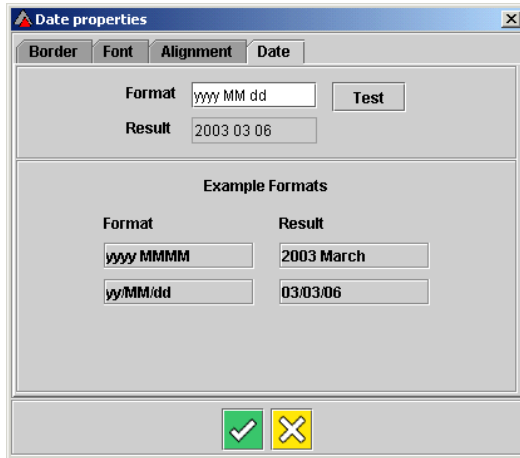 Date properties
Border Font Alignment Date
Format yyyy MM dd Test
Result 2003 03 06
Example Formats
Format Result
yyyy MMMM 2003 March
yy/MM/dd 03/03/06